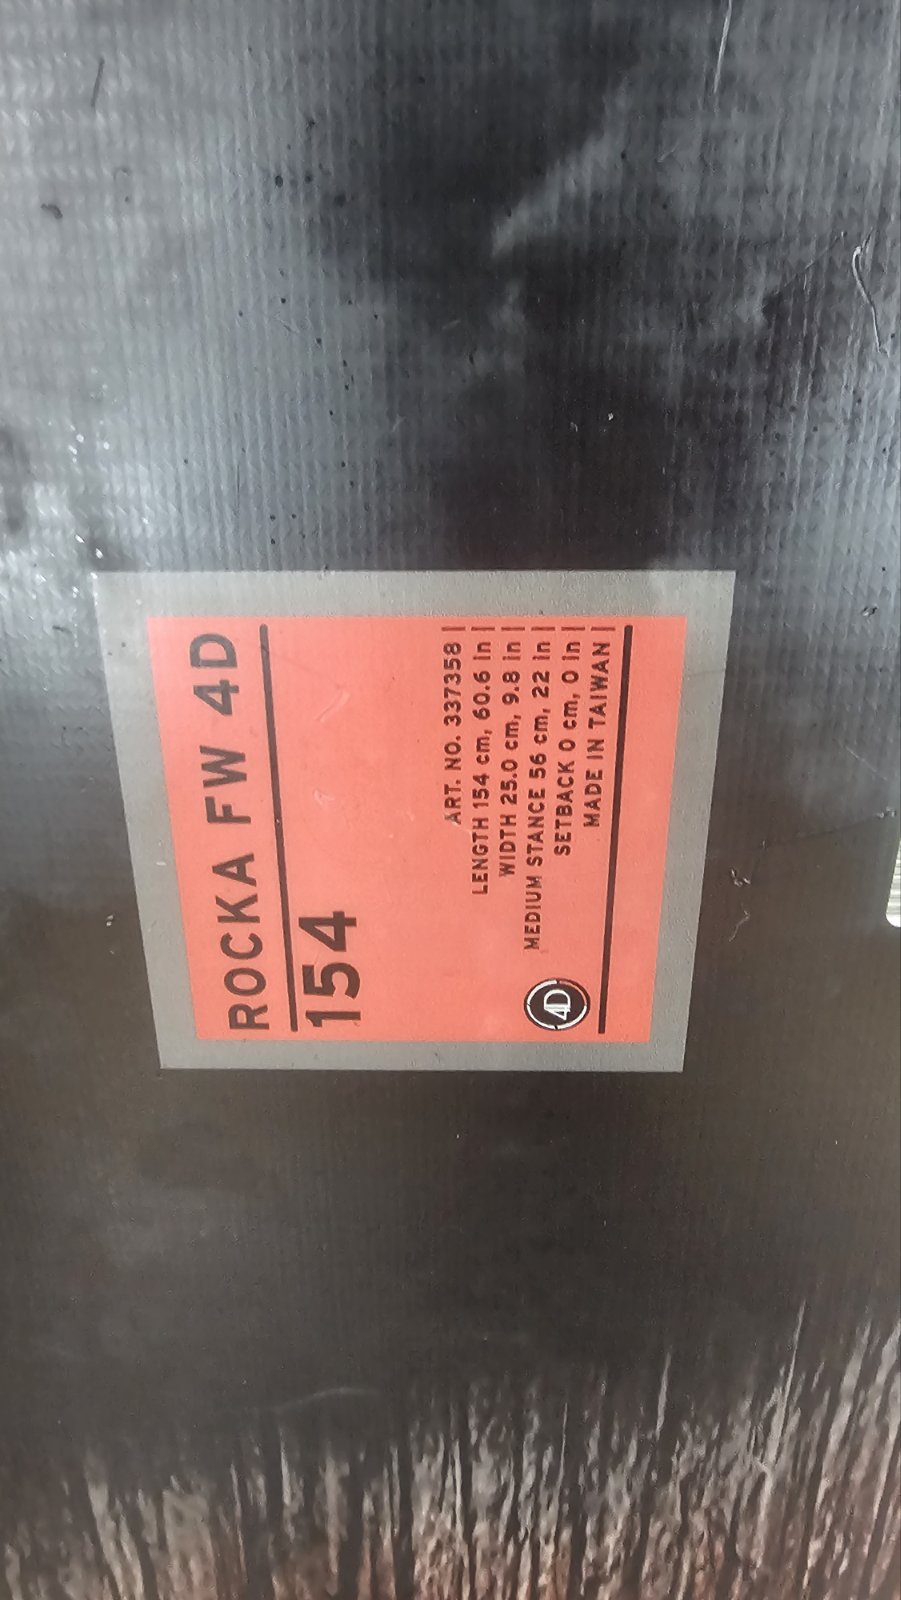 ROCKA FW 4D
154
ART. NO. 337358
LENGTH 154 cm, 60.6 in
WIDTH 25.0 cm, 9.8 in
MEDIUM STANCE 56 cm, 22 in
SETBACK 0 cm, 0 in
MADE IN TAIWAN
4D